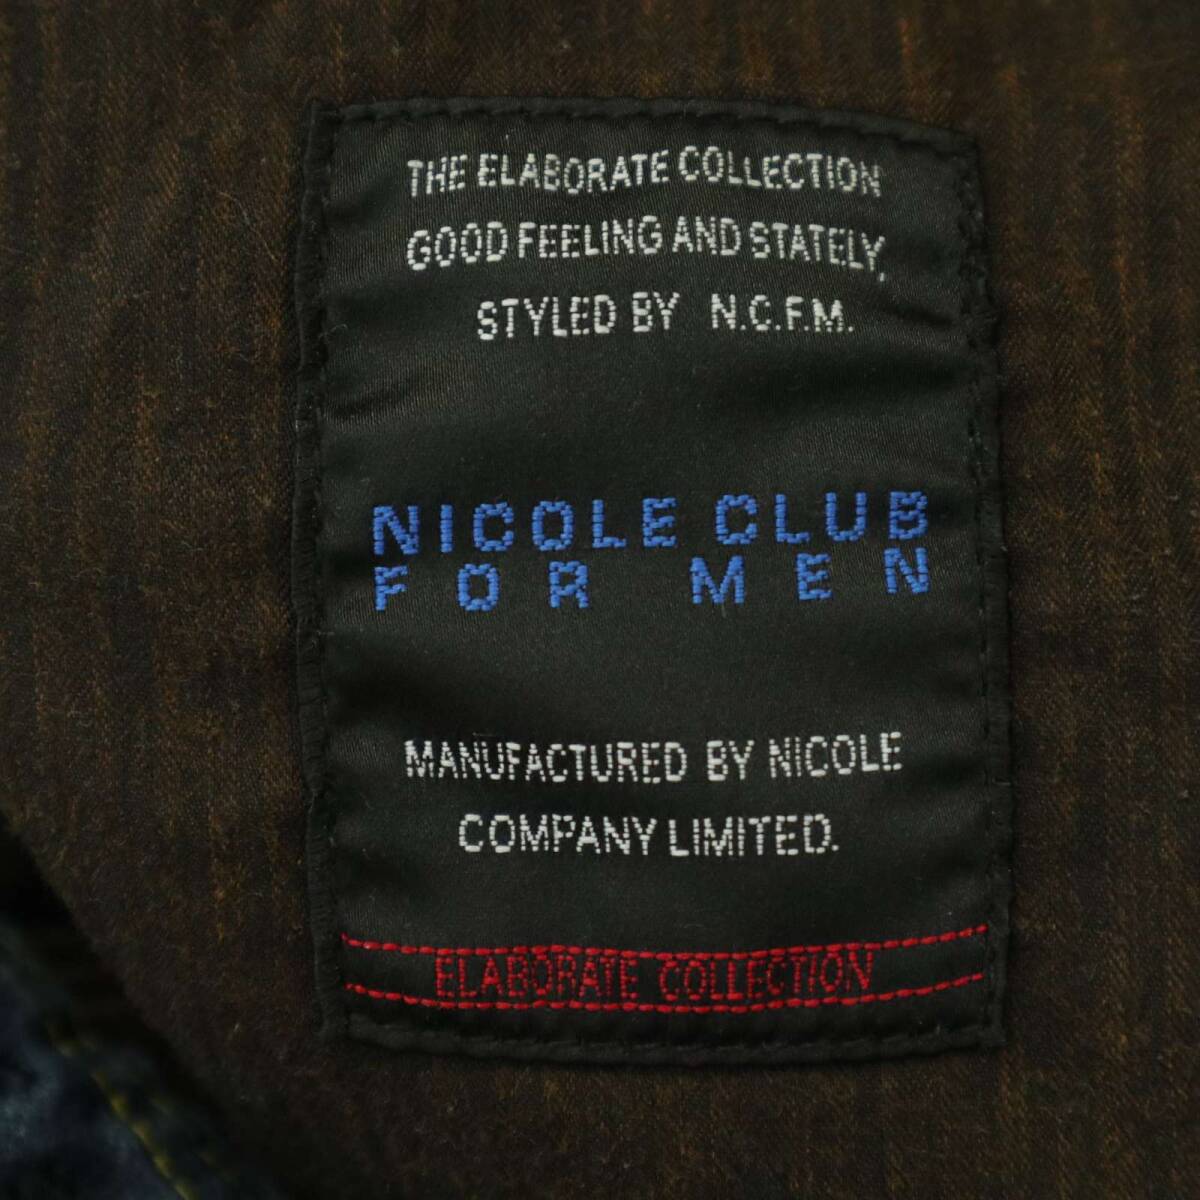 THE ELABORATE COLLECTION
GOOD FEELING AND STATELY,
STYLED BY N.C.F.M.
NICOLE CLUB
FOR MEN
MANUFACTURED BY NICOLE
COMPANY LIMITED.
ELABORATE COLLECTION